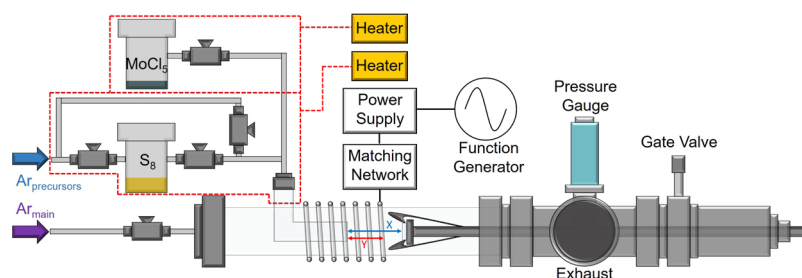 Heater
MoCl5
Heater
Pressure
Gauge
Power
Supply
Gate Valve
Function
Generator
S8
Matching
Network
Arprecursors
Armain
X
Y
Exhaust